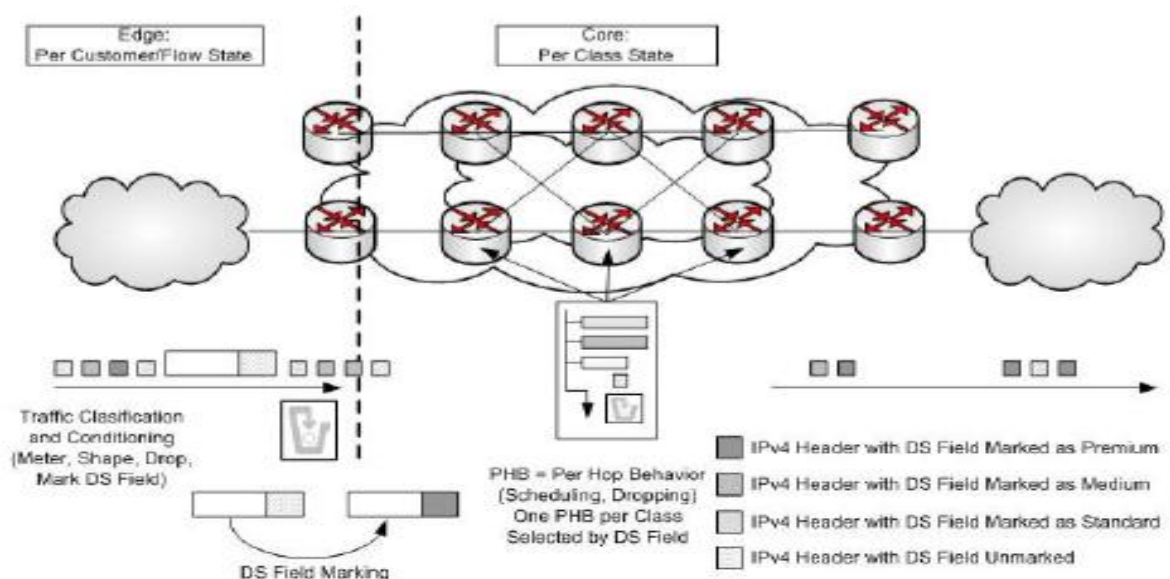 Edge:
Per Customer/Flow State
Core:
Per Class State
Traffic Clasification
and Conditioning
(Meter, Shape, Drop,
Mark DS Field)
DS Field Marking
PHB = Per Hop Behavior
(Scheduling, Dropping)
One PHB per Class
Selected by DS Field
IPv4 Header with DS Field Marked as Premium
IPv4 Header with DS Field Marked as Medium
IPv4 Header with DS Field Marked as Standard
IPv4 Header with DS Field Unmarked